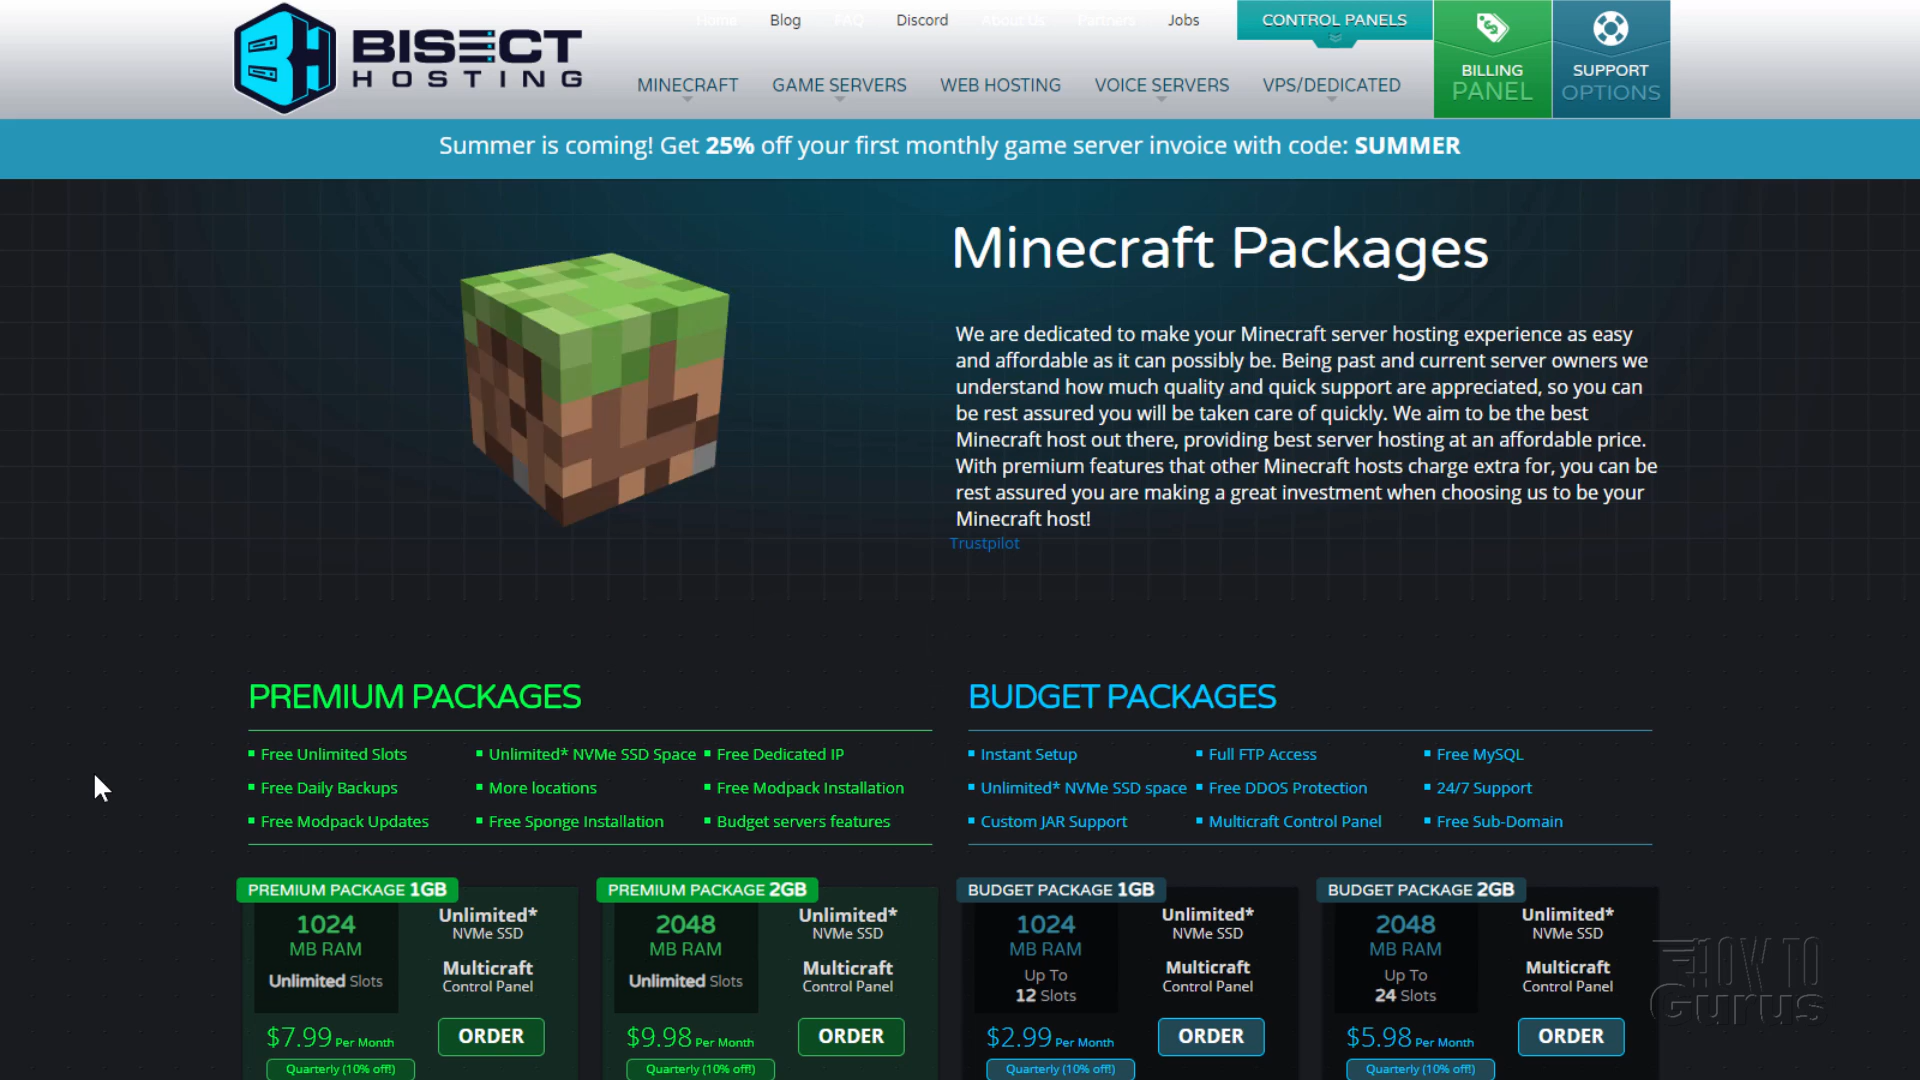 Home
Blog
FAQ
Discord
About Us
Partners
Jobs
CONTROL PANELS
BISECT
HOSTING
MINECRAFT
GAME SERVERS
WEB HOSTING
VOICE SERVERS
VPS/DEDICATED
BILLING
PANEL
SUPPORT
OPTIONS
Summer is coming! Get 25% off your first monthly game server invoice with code: SUMMER
Minecraft Packages
We are dedicated to make your Minecraft server hosting experience as easy
and affordable as it can possibly be. Being past and current server owners we
understand how much quality and quick support are appreciated, so you can
be rest assured you will be taken care of quickly. We aim to be the best
Minecraft host out there, providing best server hosting at an affordable price.
With premium features that other Minecraft hosts charge extra for, you can be
rest assured you are making a great investment when choosing us to be your
Minecraft host!
Trustpilot
PREMIUM PACKAGES
Free Unlimited Slots
Unlimited* NVMe SSD Space
Free Dedicated IP
Free Daily Backups
More locations
Free Modpack Installation
Free Modpack Updates
Free Sponge Installation
Budget servers features
BUDGET PACKAGES
Instant Setup
Full FTP Access
Free MySQL
Unlimited* NVMe SSD space
Free DDOS Protection
24/7 Support
Custom JAR Support
Multicraft Control Panel
Free Sub-Domain
PREMIUM PACKAGE 1GB
1024
MB RAM
Unlimited Slots
Unlimited*
NVMe SSD
Multicraft
Control Panel
$7.99 Per Month
ORDER
Quarterly (10% off!)
PREMIUM PACKAGE 2GB
2048
MB RAM
Unlimited Slots
Unlimited*
NVMe SSD
Multicraft
Control Panel
$9.98 Per Month
ORDER
Quarterly (10% off!)
BUDGET PACKAGE 1GB
1024
MB RAM
Up To
12 Slots
Unlimited*
NVMe SSD
Multicraft
Control Panel
$2.99 Per Month
ORDER
Quarterly (10% off!)
BUDGET PACKAGE 2GB
2048
MB RAM
Up To
24 Slots
Unlimited*
NVMe SSD
Multicraft
Control Panel
$5.98 Per Month
ORDER
Quarterly (10% off!)
HOW TO
Gurus